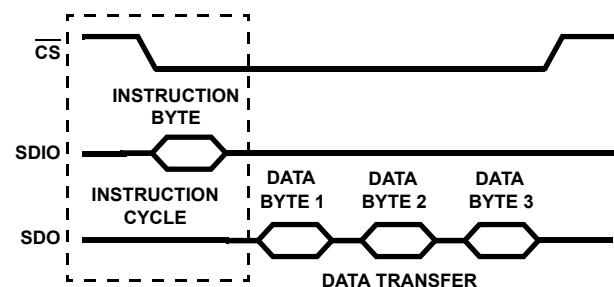 CS
INSTRUCTION
BYTE
SDIO
INSTRUCTION
CYCLE
DATA
BYTE 1
DATA
BYTE 2
DATA
BYTE 3
SDO
DATA TRANSFER